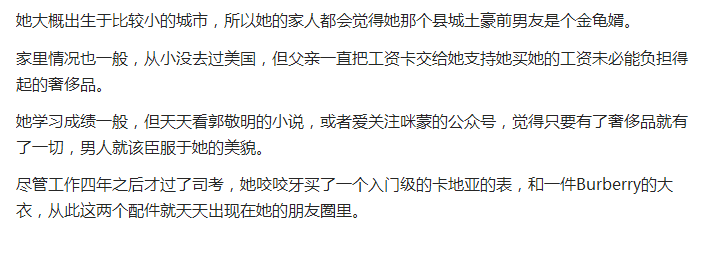 她大概出生于比较小的城市，所以她的家人都会觉得她那个县城土豪前男友是个金龟婿。
家里情况也一般，从小没去过美国，但父亲一直把工资卡交给她支持她买她的工资未必能负担得
起的奢侈品。
她学习成绩一般，但天天看郭敬明的小说，或者爱关注咪蒙的公众号，觉得只要有了奢侈品就有
了一切，男人就该臣服于她的美貌。
尽管工作四年之后才过了司考，她咬咬牙买了一个入门级的卡地亚的表，和一件Burberry的大
衣，从此这两个配件就天天出现在她的朋友圈里。